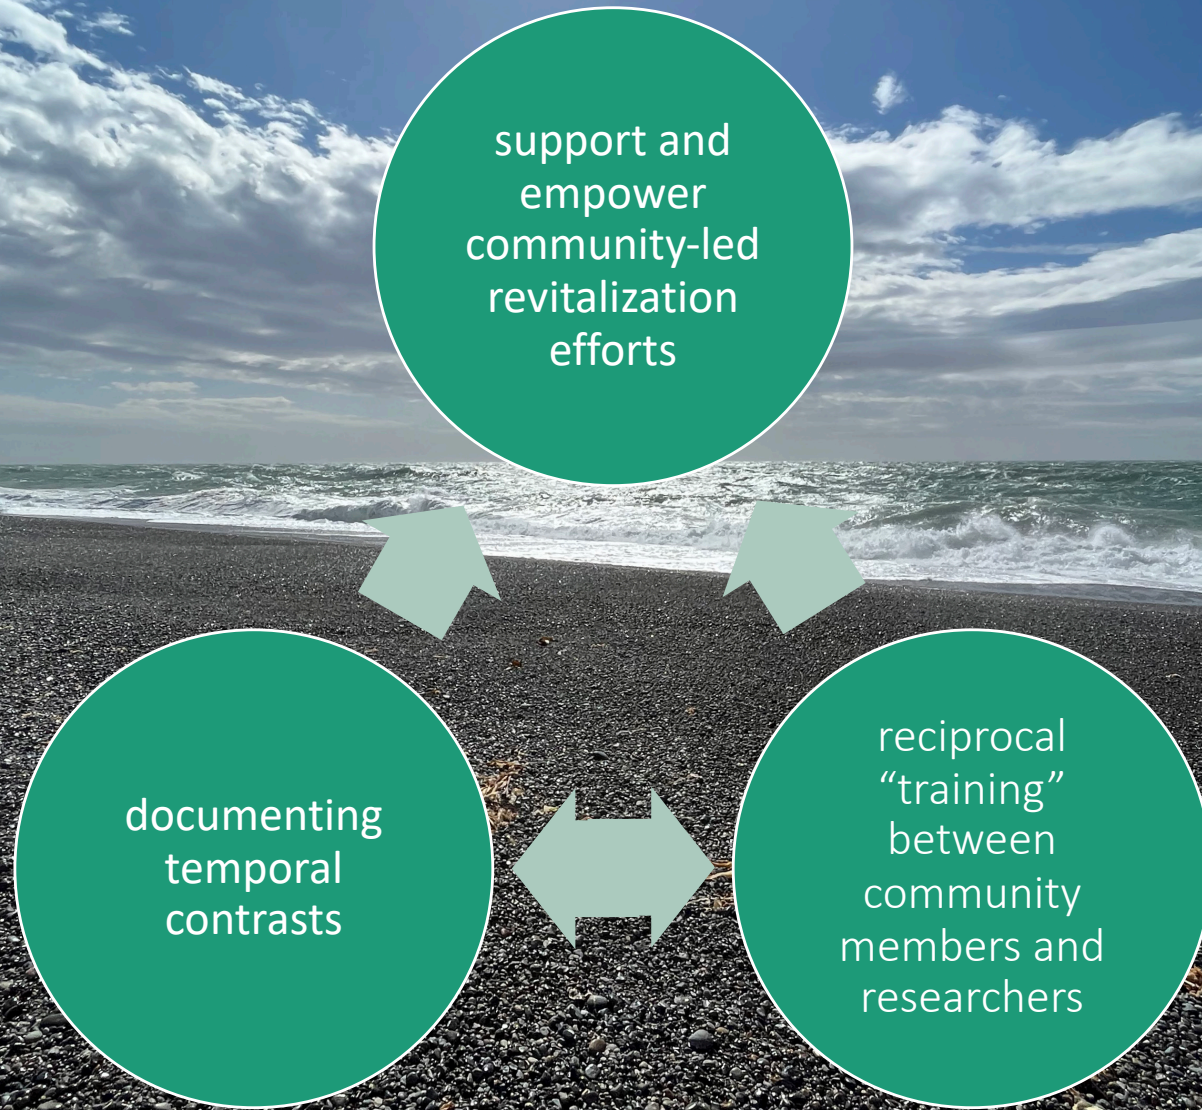 support and
empower
community-led
revitalization
efforts
documenting
temporal
contrasts
reciprocal
“training”
between
community
members and
researchers